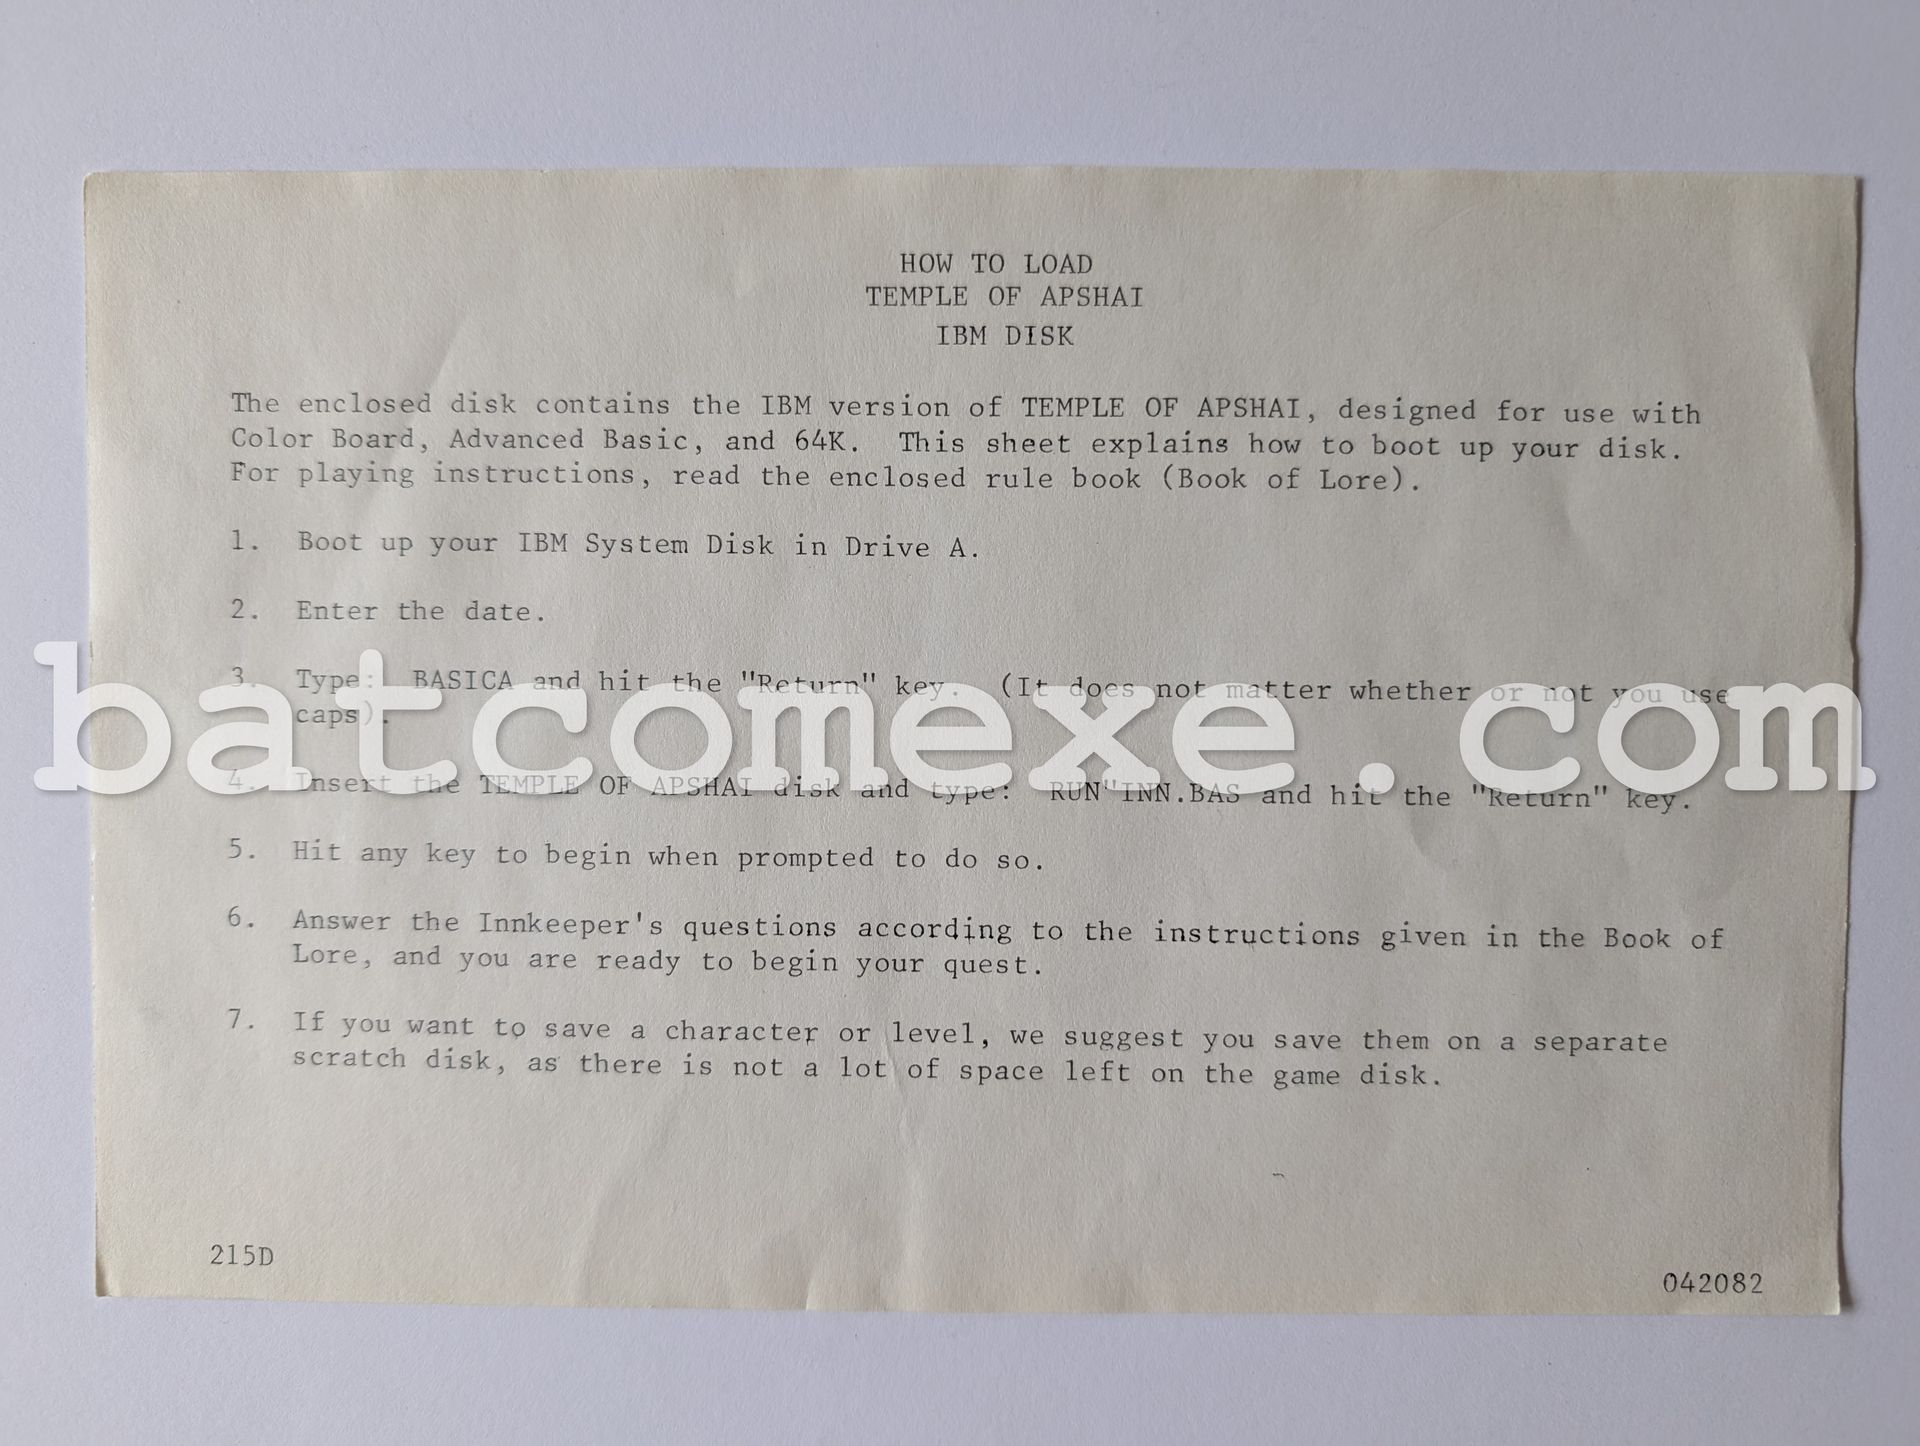 HOW TO LOAD
TEMPLE OF APSHAI
IBM DISK
The enclosed disk contains the IBM version of TEMPLE OF APSHAI, designed for use with
Color Board, Advanced Basic, and 64K.  This sheet explains how to boot up your disk.
For playing instructions, read the enclosed rule book (Book of Lore).
1.  Boot up your IBM System Disk in Drive A.
2.  Enter the date.
3.  Type:  BASICA and hit the "Return" key.  (It does not matter whether or not you use
caps).
batcomexe.com
4.  Insert the TEMPLE OF APSHAI disk and type:  RUN"INN.BAS and hit the "Return" key.
5.  Hit any key to begin when prompted to do so.
6.  Answer the Innkeeper's questions according to the instructions given in the Book of
Lore, and you are ready to begin your quest.
7.  If you want to save a character or level, we suggest you save them on a separate
scratch disk, as there is not a lot of space left on the game disk.
215D
042082